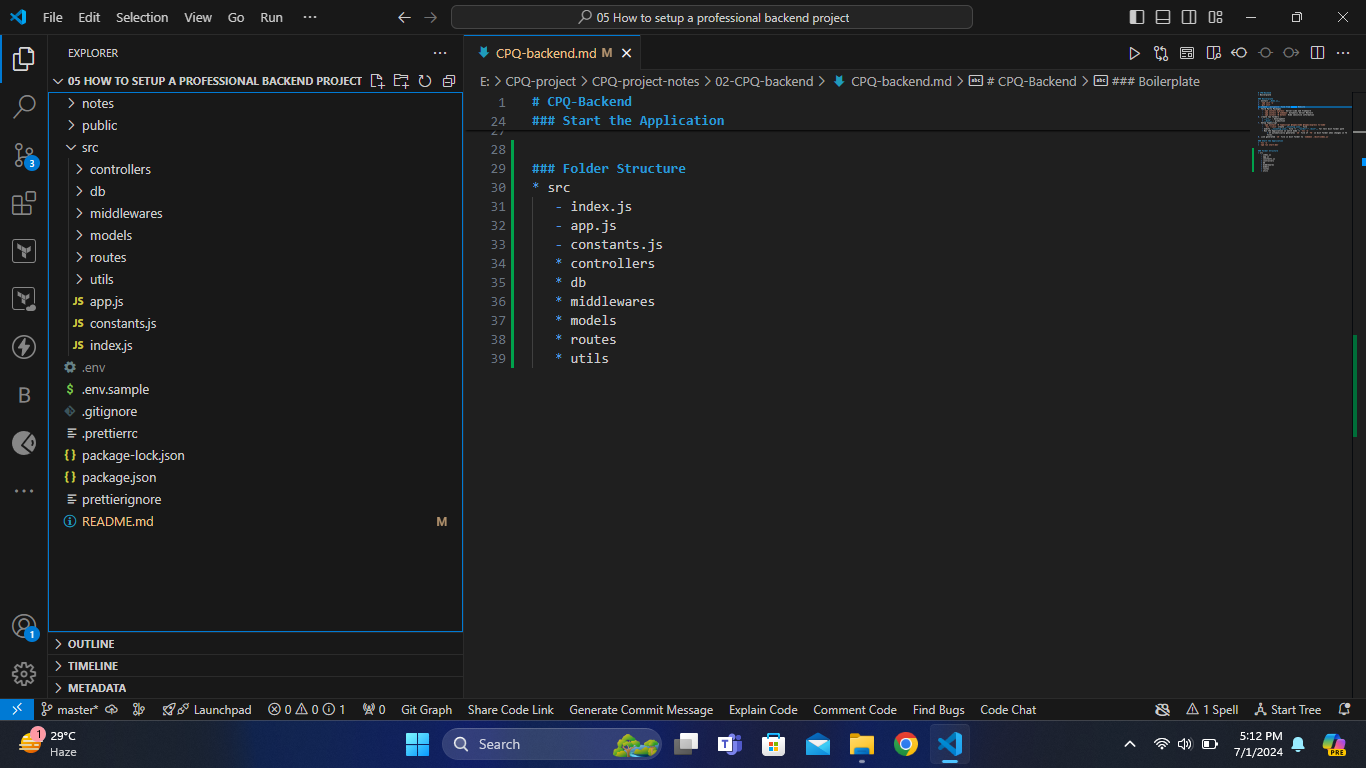 File Edit Selection View Go Run ···
05 How to setup a professional backend project
EXPLORER
05 HOW TO SETUP A PROFESSIONAL BACKEND PROJECT
notes
public
src
controllers
db
middlewares
models
routes
utils
JS app.js
JS constants.js
JS index.js
.env
$ .env.sample
.gitignore
.prettierrc
{} package-lock.json
{} package.json
prettierignore
README.md M
OUTLINE
TIMELINE
METADATA
3
B
1
CPQ-backend.md M
E: > CPQ-project > CPQ-project-notes > 02-CPQ-backend > CPQ-backend.md > # CPQ-Backend > ### Boilerplate
1 # CPQ-Backend
24 ### Start the Application
27
28
29 ### Folder Structure
30 * src
31 - index.js
32 - app.js
33 - constants.js
34 * controllers
35 * db
36 * middlewares
37 * models
38 * routes
39 * utils
master* Launchpad 0 0 1 0 Git Graph Share Code Link Generate Commit Message Explain Code Comment Code Find Bugs Code Chat 1 Spell Start Tree
1
29°C
Haze
Search
5:12 PM
7/1/2024
PRE